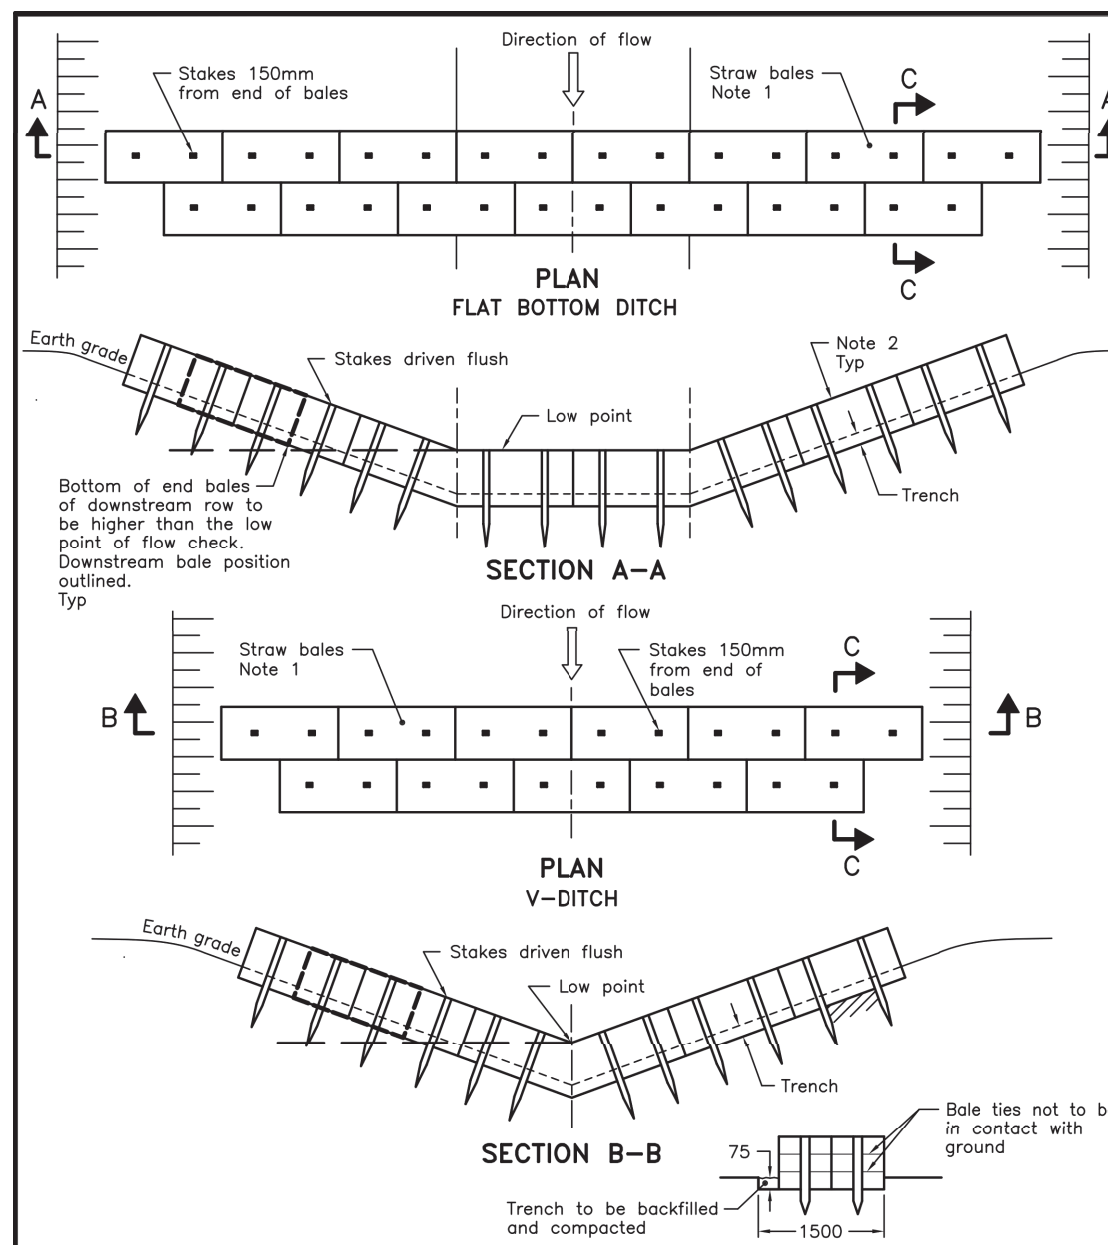 Direction of flow
Stakes 150mm
from end of bales
Straw bales
Note 1
C
A
A
C
PLAN
FLAT BOTTOM DITCH
Earth grade
Stakes driven flush
Note 2
Typ
Low point
Trench
Bottom of end bales
of downstream row to
be higher than the low
point of flow check.
Downstream bale position
outlined.
Typ
SECTION A-A
Direction of flow
Straw bales
Note 1
Stakes 150mm
from end of
bales
C
B
B
C
PLAN
V-DITCH
Earth grade
Stakes driven flush
Low point
Trench
SECTION B-B
Bale ties not to b
in contact with
ground
75
Trench to be backfilled
and compacted
1500